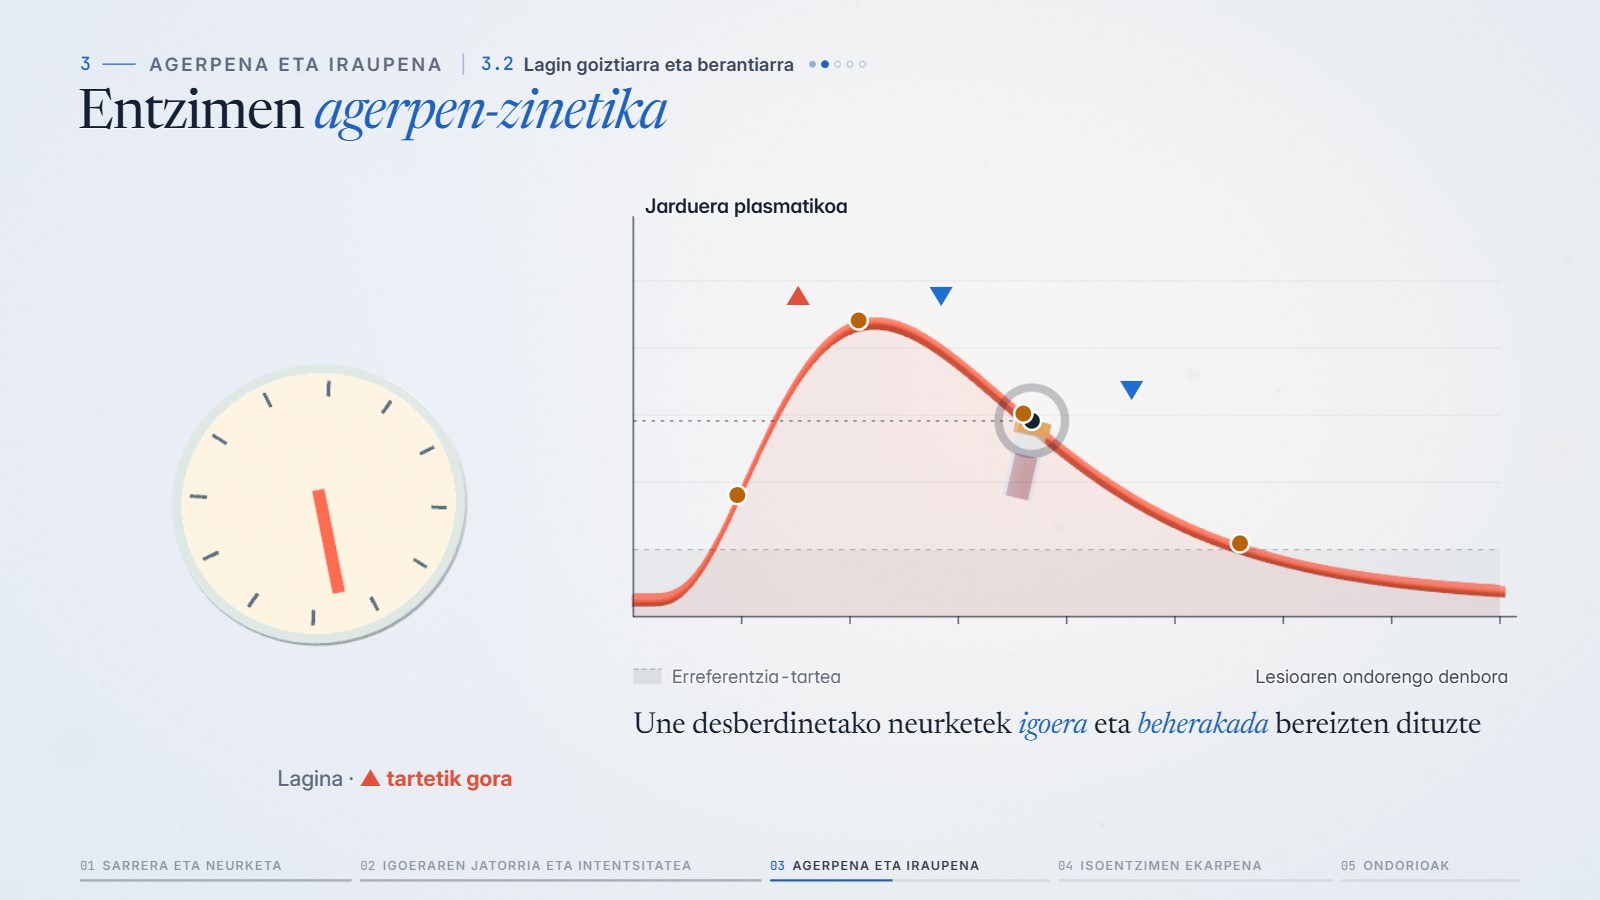 3 — AGERPENA ETA IRAUPENA | 3.2 Lagin goiztiarra eta berantiarra
Entzimen agerpen-zinetika
Jarduera plasmatikoa
Erreferentzia-tartea
Lesioaren ondorengo denbora
Une desberdinetako neurketek igoera eta beherakada bereizten dituzte
Lagina · ▲ tartetik gora
01 SARRERA ETA NEURKETA
02 IGOERAREN JATORRIA ETA INTENTSITATEA
03 AGERPENA ETA IRAUPENA
04 ISOENTZIMEN EKARPENA
05 ONDORIOAK